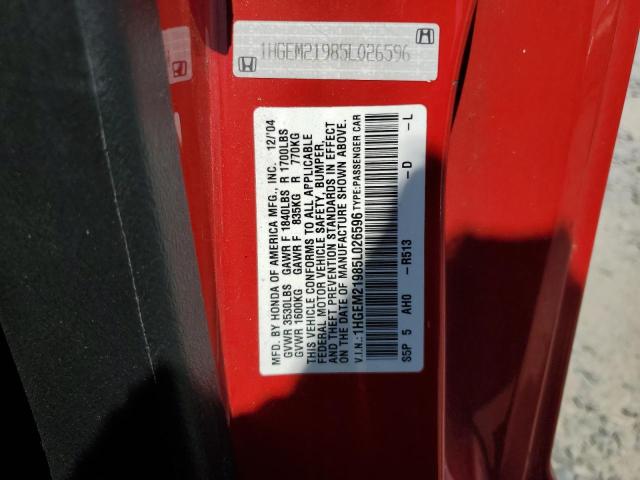 1HGEM21985L026596
MFD. BY HONDA OF AMERICA MFG., INC. 12/'04
GVWR 3530LBS GAWR F 1840LBS R 1700LBS
GVWR 1600KG GAWR F 835KG R 770KG
THIS VEHICLE CONFORMS TO ALL APPLICABLE
FEDERAL MOTOR VEHICLE SAFETY, BUMPER,
AND THEFT PREVENTION STANDARDS IN EFFECT
ON THE DATE OF MANUFACTURE SHOWN ABOVE.
V.I.N.: 1HGEM21985L026596 TYPE: PASSENGER CAR
S5P 5 AH0 -R513 -D -L